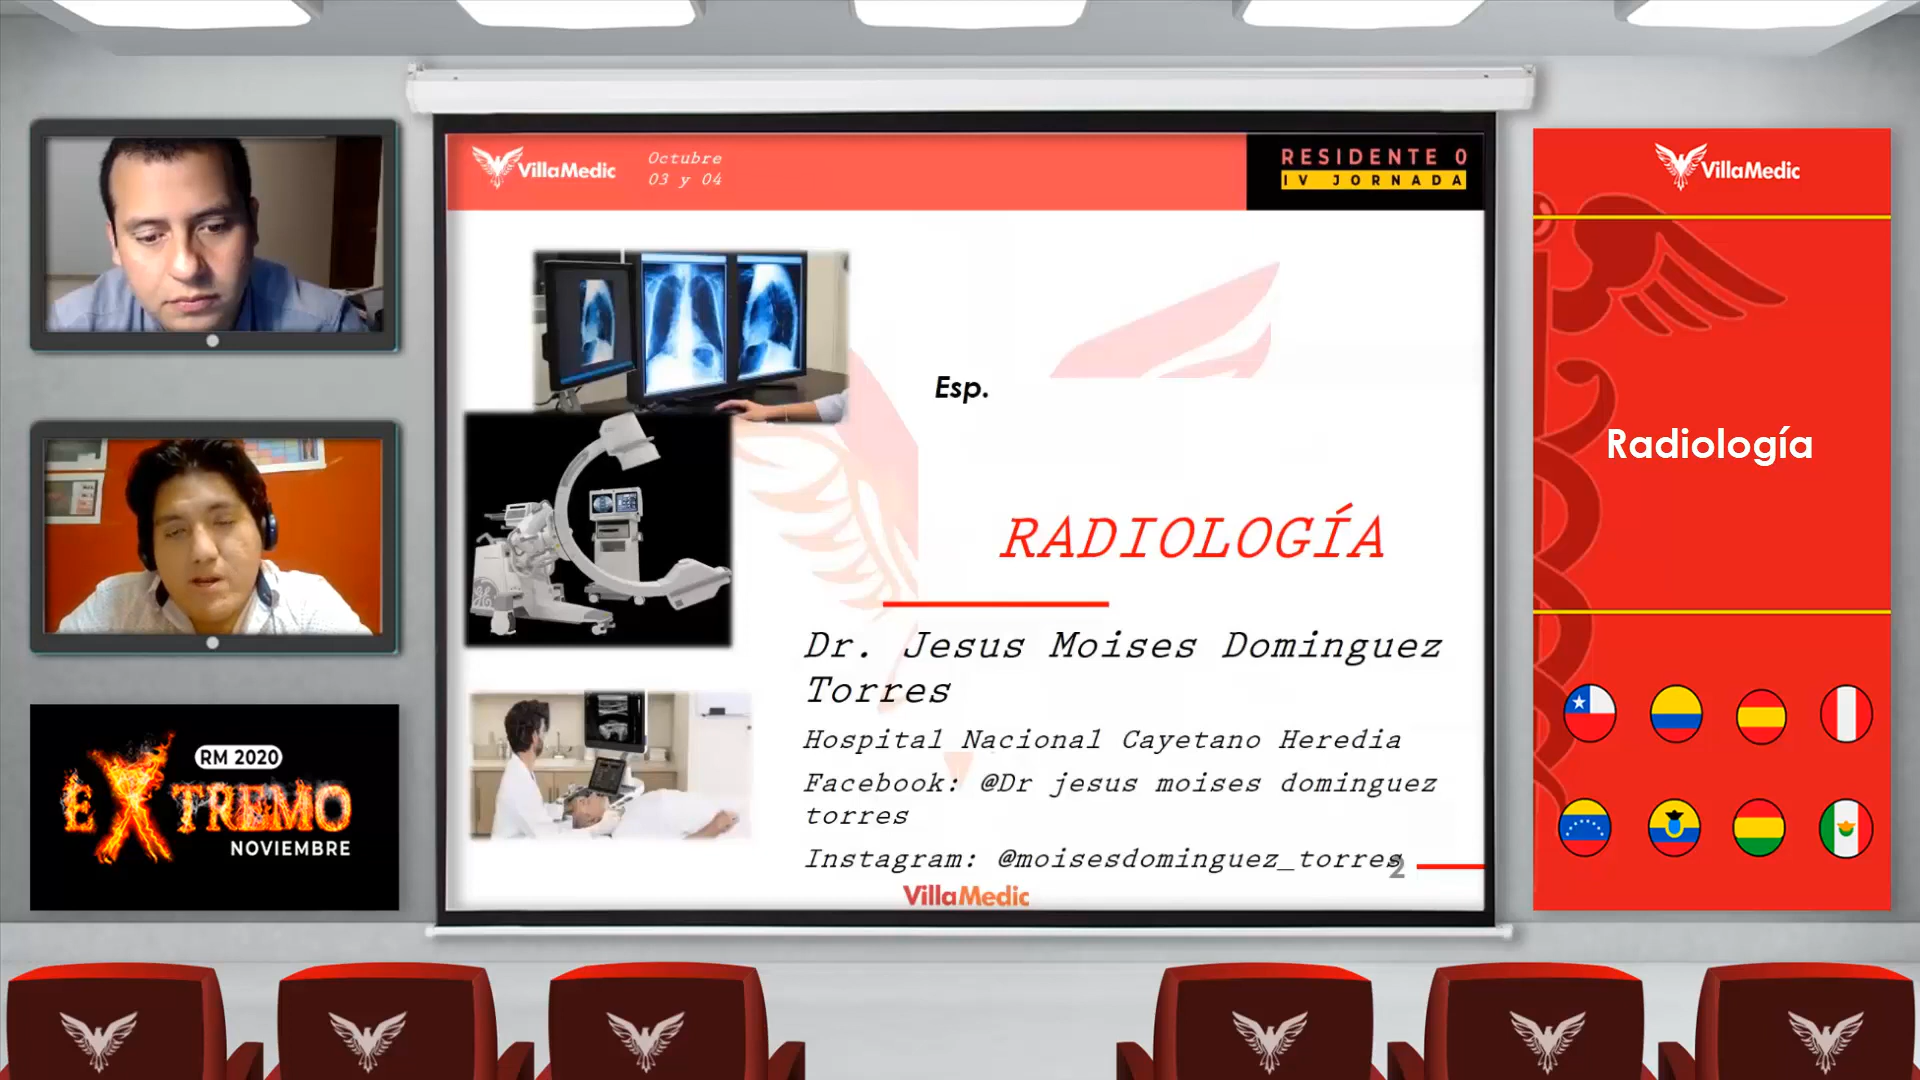 VillaMedic
Octubre
03 y 04
RESIDENTE 0
IV JORNADA
Esp.
RADIOLOGÍA
Dr. Jesus Moises Dominguez
Torres
Hospital Nacional Cayetano Heredia
Facebook: @Dr jesus moises dominguez
torres
Instagram: @moisesdominguez_torres
2
VillaMedic
VillaMedic
Radiología
RM 2020
EXTREMO
NOVIEMBRE